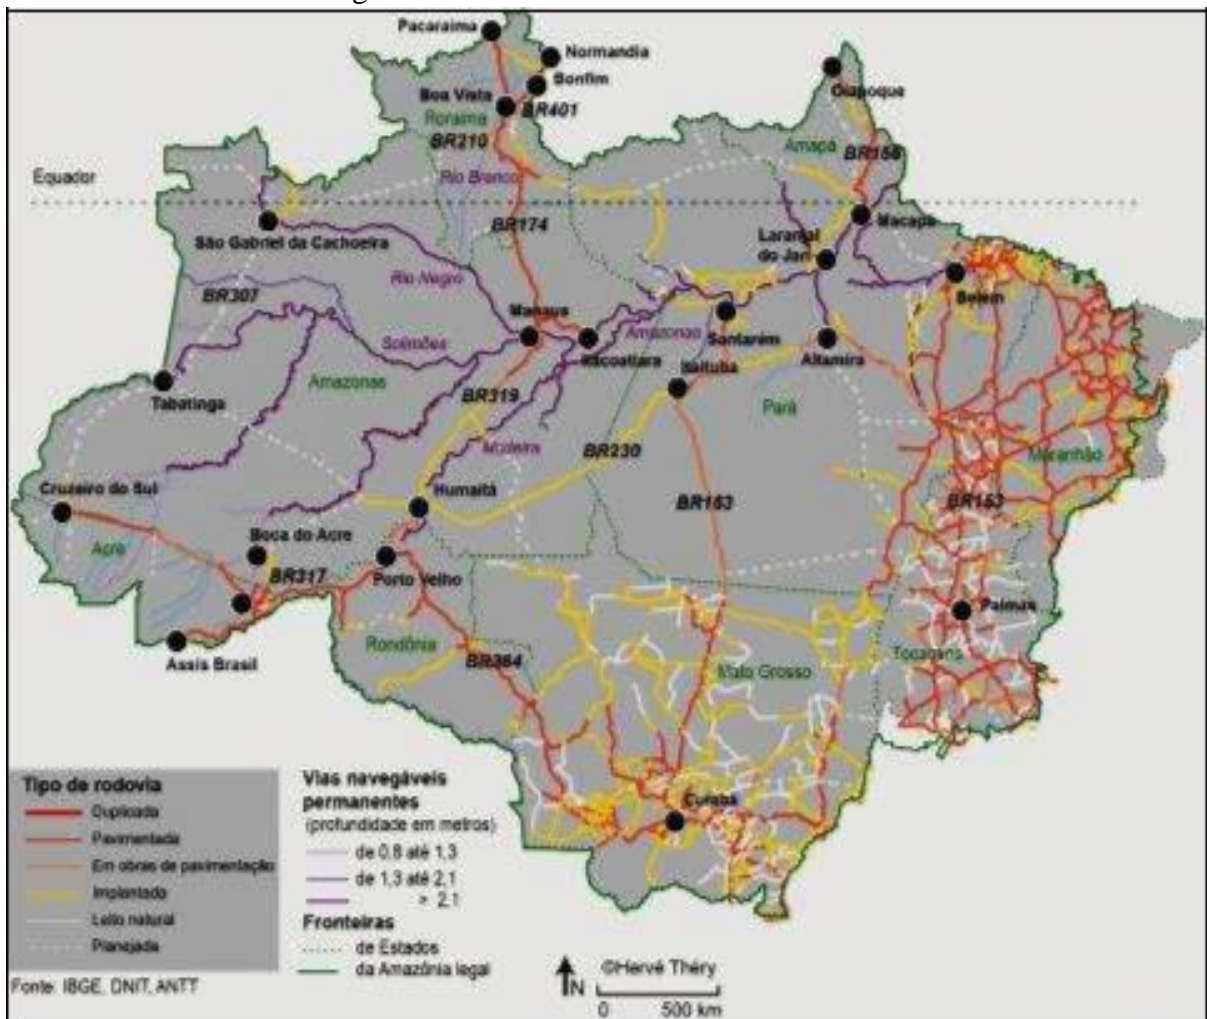 Pacaraima
Normandia
Bonfim
Boa Vista
BR401
Roraima
BR210
Oiapoque
Amapá
BR156
Equador
Rio Branco
São Gabriel da Cachoeira
BR174
Macapá
Laranjal
do Jari
Rio Negro
BR307
Belem
Manaus
Amazonas
Santarém
Solimões
Itacoatiara
Itaituba
Altamira
Tabatinga
Amazonas
BR319
Pará
Madeira
BR230
Maranhão
Cruzeiro do Sul
Humaitá
BR163
BR153
Boca do Acre
Acre
BR317
Porto Velho
Palmas
Rondônia
Assis Brasil
BR364
Mato Grosso
Tocantins
Cuiabá
Tipo de rodovia
Duplicada
Pavimentada
Em obras de pavimentação
Implantada
Leito natural
Planejada
Vias navegáveis
permanentes
(profundidade em metros)
de 0,8 até 1,3
de 1,3 até 2,1
> 2,1
Fronteiras
de Estados
da Amazônia legal
Fonte: IBGE, DNIT, ANTT
N
©Hervé Théry
0 500 km